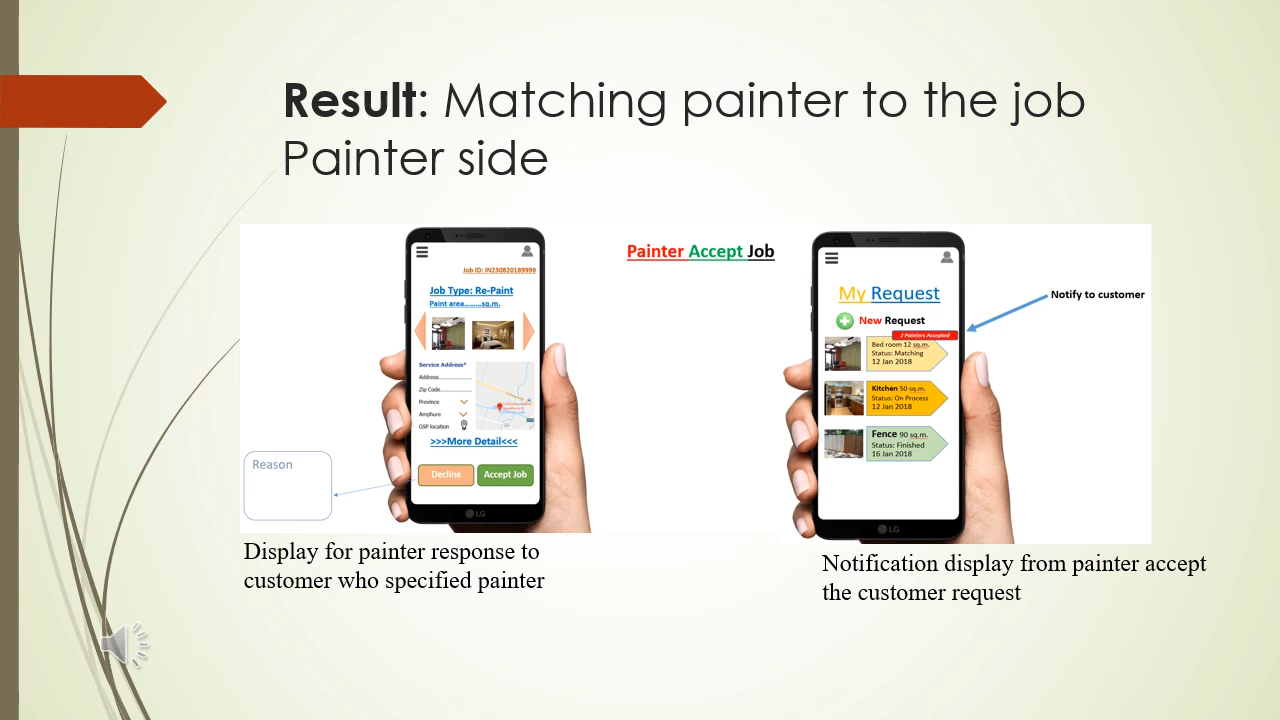 Result: Matching painter to the job
Painter side
Job ID: IN230820189999
Job Type: Re-Paint
Paint area........sq.m.
Service Address*
Address
Zip Code
Province
Amphure
GSP location
>>>More Detail<<<
Decline
Accept Job
LG
Reason
Display for painter response to
customer who specified painter
Painter Accept Job
My Request
New Request
2 Painters Accepted
Bed room 12 sq.m.
Status: Matching
12 Jan 2018
Kitchen 50 sq.m.
Status: On Process
12 Jan 2018
Fence 90 sq.m.
Status: Finished
16 Jan 2018
LG
Notify to customer
Notification display from painter accept
the customer request